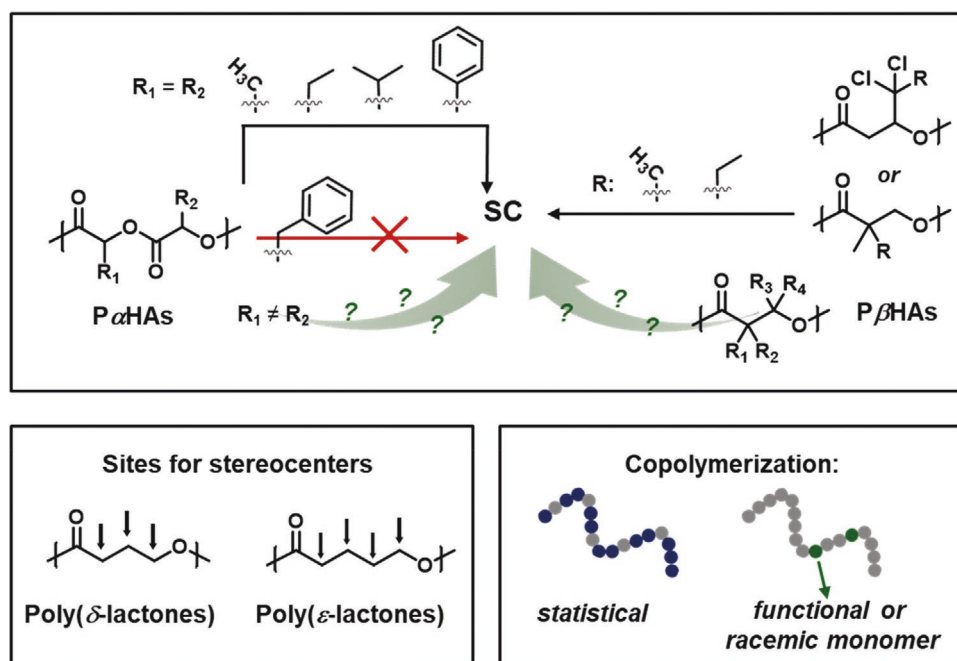 R₁ = R₂
H₃C
O
O
R₂
O
O
R₁
PαHAs
R₁ ≠ R₂
?
?
?
SC
?
?
?
R:
H₃C
Cl
Cl
R
O
O
or
O
O
R
R₃
R₄
O
O
R₁
R₂
PβHAs
Sites for stereocenters
O
O
Poly(δ-lactones)
O
O
Poly(ε-lactones)
Copolymerization:
statistical
functional or
racemic monomer